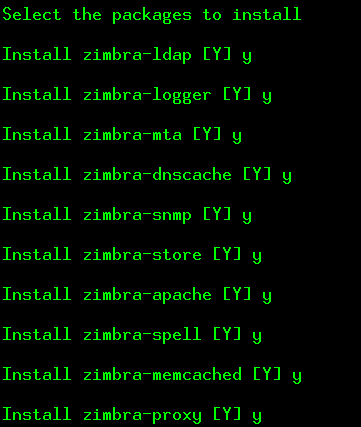 Select the packages to install
Install zimbra-ldap [Y] y
Install zimbra-logger [Y] y
Install zimbra-mta [Y] y
Install zimbra-dnscache [Y] y
Install zimbra-snmp [Y] y
Install zimbra-store [Y] y
Install zimbra-apache [Y] y
Install zimbra-spell [Y] y
Install zimbra-memcached [Y] y
Install zimbra-proxy [Y] y